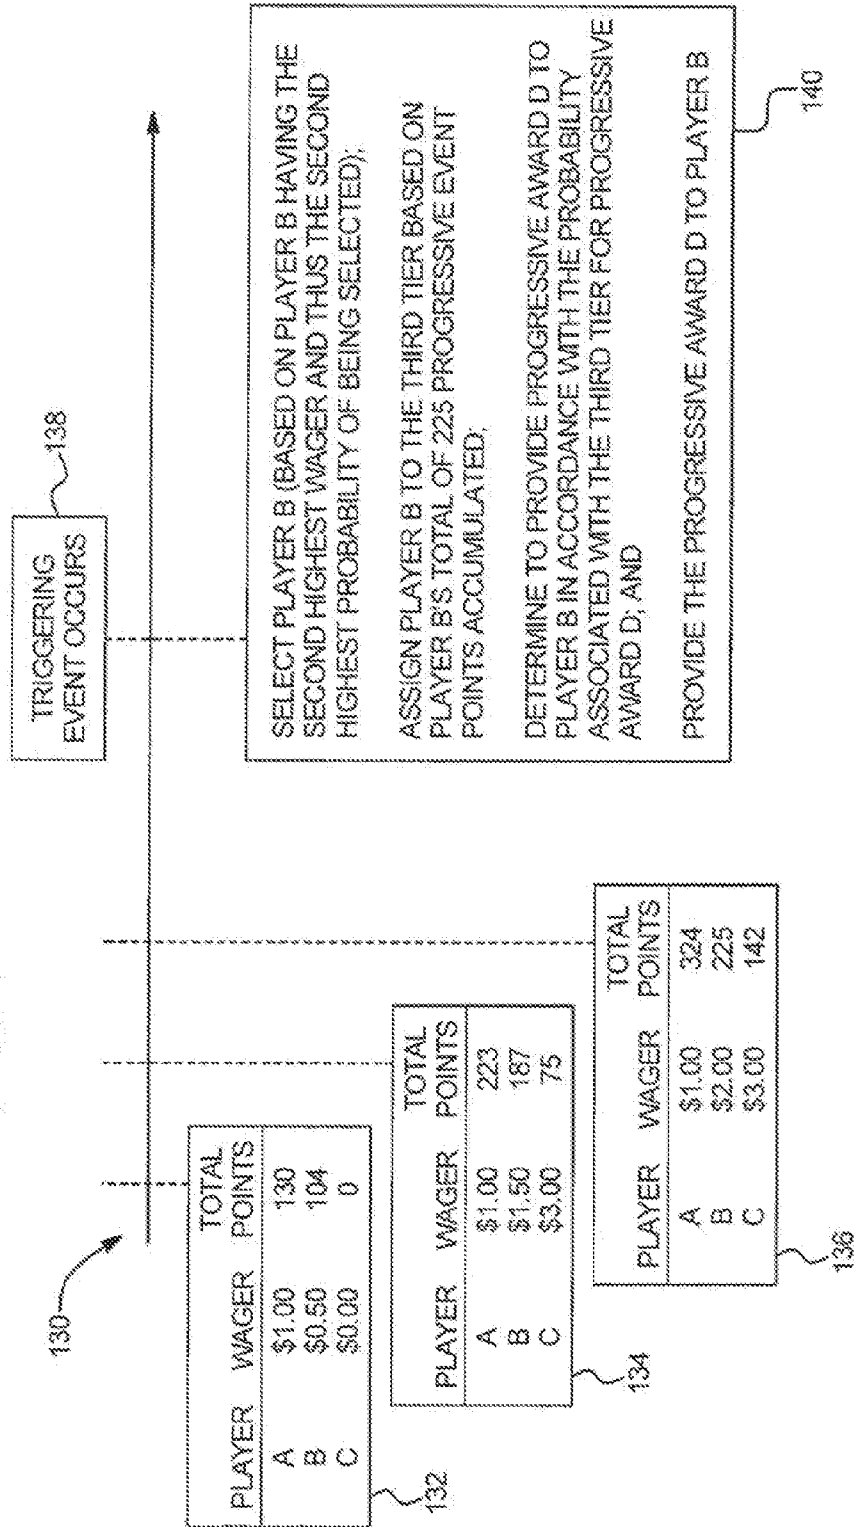 130
TRIGGERING
EVENT OCCURS
138
PLAYER WAGER TOTAL POINTS
A $1.00 130
B $0.50 104
C $0.00 0
132
PLAYER WAGER TOTAL POINTS
A $1.00 223
B $1.50 187
C $3.00 75
134
PLAYER WAGER TOTAL POINTS
A $1.00 324
B $2.00 225
C $3.00 142
136
SELECT PLAYER B (BASED ON PLAYER B HAVING THE
SECOND HIGHEST WAGER AND THUS THE SECOND
HIGHEST PROBABILITY OF BEING SELECTED);
ASSIGN PLAYER B TO THE THIRD TIER BASED ON
PLAYER B'S TOTAL OF 225 PROGRESSIVE EVENT
POINTS ACCUMULATED;
DETERMINE TO PROVIDE PROGRESSIVE AWARD D TO
PLAYER B IN ACCORDANCE WITH THE PROBABILITY
ASSOCIATED WITH THE THIRD TIER FOR PROGRESSIVE
AWARD D; AND
PROVIDE THE PROGRESSIVE AWARD D TO PLAYER B
140